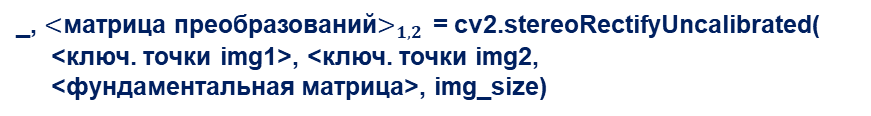 _, <матрица преобразований>1,2 = cv2.stereoRectifyUncalibrated(
<ключ. точки img1>, <ключ. точки img2,
<фундаментальная матрица>, img_size)